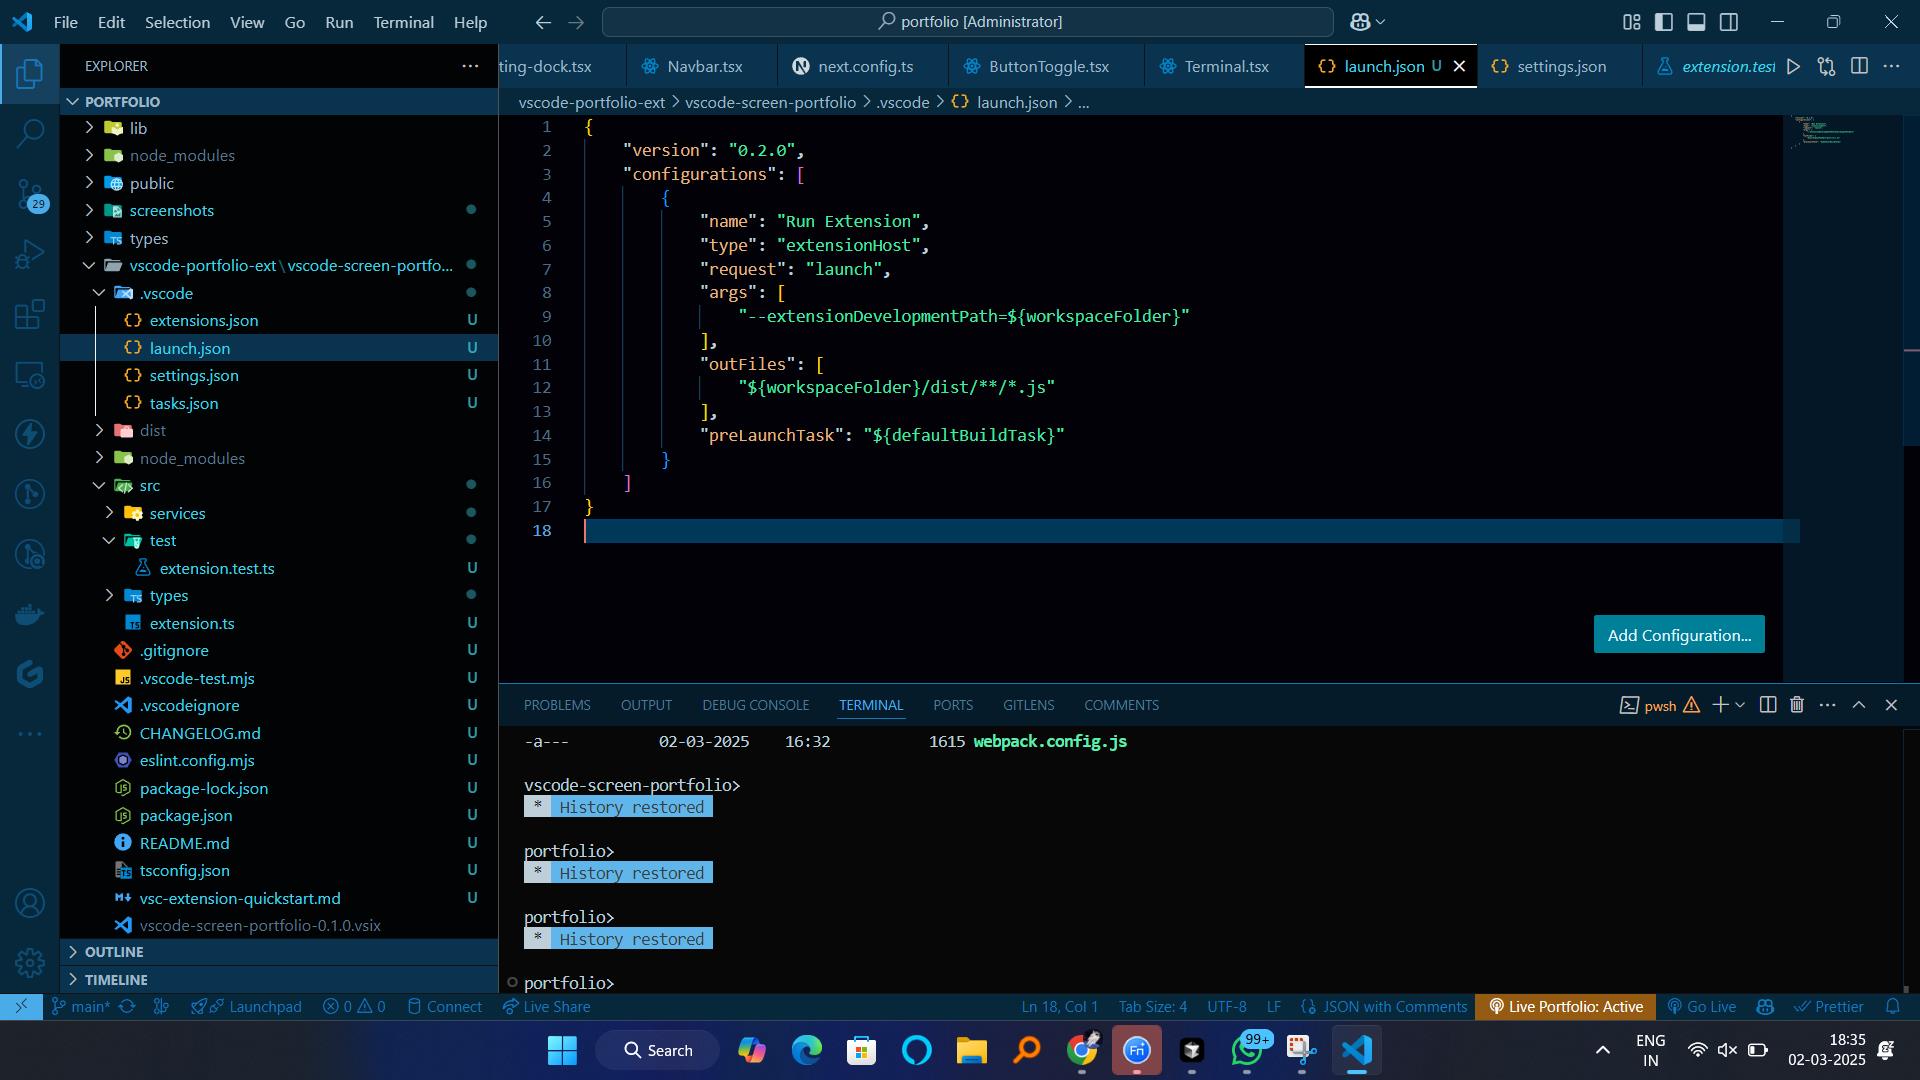 File Edit Selection View Go Run Terminal Help
portfolio [Administrator]
EXPLORER
ting-dock.tsx
Navbar.tsx
next.config.ts
ButtonToggle.tsx
Terminal.tsx
launch.json U
settings.json
extension.test
PORTFOLIO
lib
node_modules
public
screenshots
types
vscode-portfolio-ext\vscode-screen-portfo...
.vscode
extensions.json U
launch.json U
settings.json U
tasks.json U
dist
node_modules
src
services
test
extension.test.ts U
types
extension.ts U
.gitignore U
.vscode-test.mjs U
.vscodeignore U
CHANGELOG.md U
eslint.config.mjs U
package-lock.json U
package.json U
README.md U
tsconfig.json U
vsc-extension-quickstart.md U
vscode-screen-portfolio-0.1.0.vsix
OUTLINE
TIMELINE
29
vscode-portfolio-ext > vscode-screen-portfolio > .vscode > launch.json > ...
1 {
2 "version": "0.2.0",
3 "configurations": [
4 {
5 "name": "Run Extension",
6 "type": "extensionHost",
7 "request": "launch",
8 "args": [
9 "--extensionDevelopmentPath=${workspaceFolder}"
10 ],
11 "outFiles": [
12 "${workspaceFolder}/dist/**/*.js"
13 ],
14 "preLaunchTask": "${defaultBuildTask}"
15 }
16 ]
17 }
18
Add Configuration...
PROBLEMS OUTPUT DEBUG CONSOLE TERMINAL PORTS GITLENS COMMENTS
pwsh
-a--- 02-03-2025 16:32 1615 webpack.config.js
vscode-screen-portfolio>
* History restored
portfolio>
* History restored
portfolio>
* History restored
portfolio>
main* Launchpad 0 0 Connect Live Share
Ln 18, Col 1 Tab Size: 4 UTF-8 LF {} JSON with Comments Live Portfolio: Active Go Live Prettier
Search
Fn
99+
ENG
IN
18:35
02-03-2025